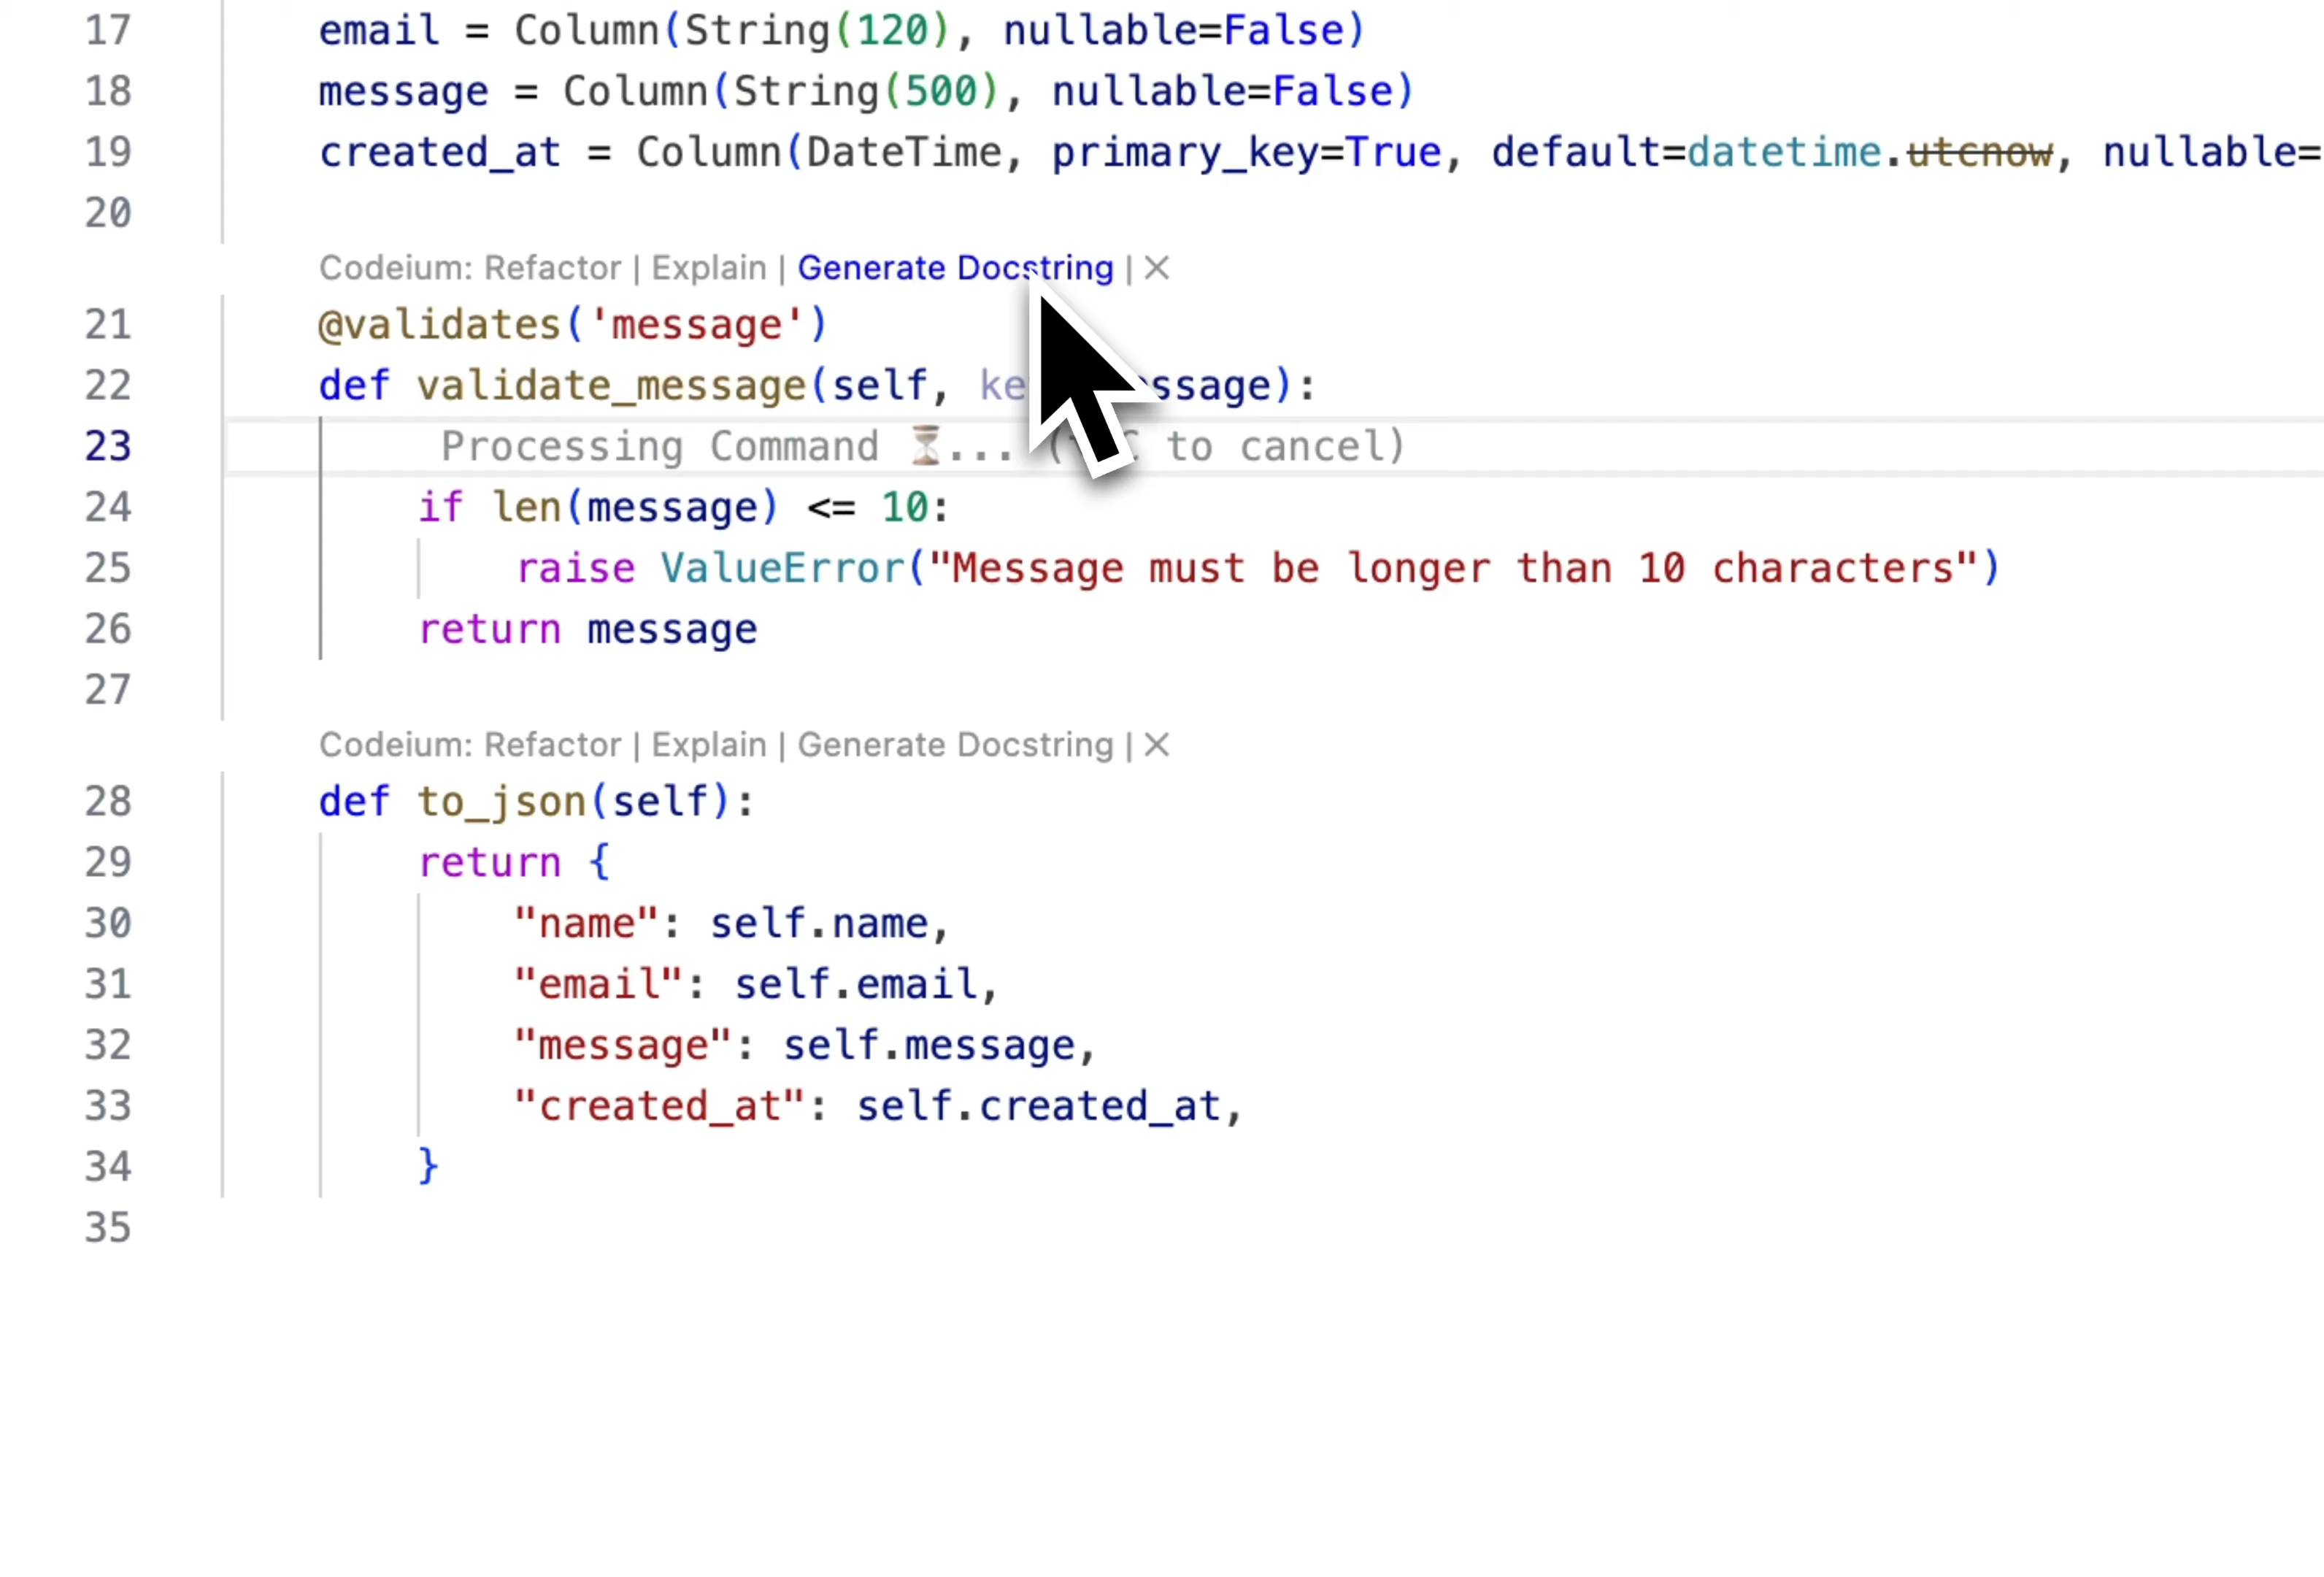 17 email = Column(String(120), nullable=False)
18 message = Column(String(500), nullable=False)
19 created_at = Column(DateTime, primary_key=True, default=datetime.utcnow, nullable=
20
Codeium: Refactor | Explain | Generate Docstring | ✕
21 @validates('message')
22 def validate_message(self, message):
23 Processing Command ⏳... ( to cancel)
24 if len(message) <= 10:
25 raise ValueError("Message must be longer than 10 characters")
26 return message
27
Codeium: Refactor | Explain | Generate Docstring | ✕
28 def to_json(self):
29 return {
30 "name": self.name,
31 "email": self.email,
32 "message": self.message,
33 "created_at": self.created_at,
34 }
35